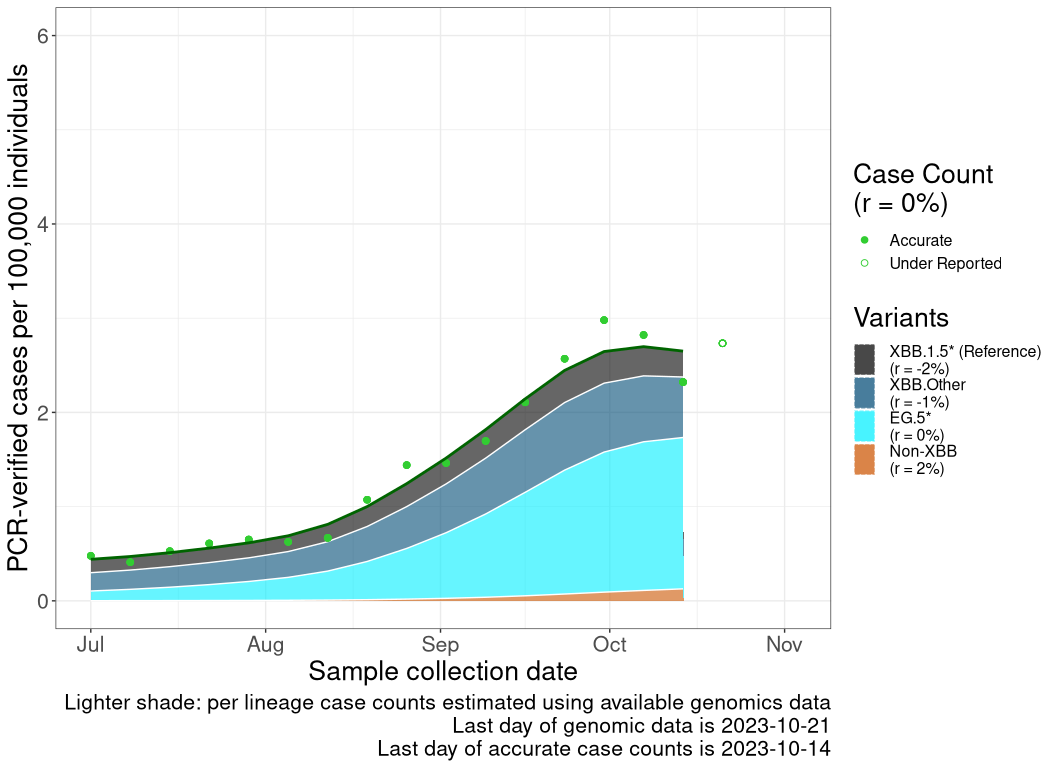 PCR-verified cases per 100,000 individuals
6
4
2
0
Jul Aug Sep Oct Nov
Sample collection date
Lighter shade: per lineage case counts estimated using available genomics data
Last day of genomic data is 2023-10-21
Last day of accurate case counts is 2023-10-14
Case Count
(r = 0%)
Accurate
Under Reported
Variants
XBB.1.5* (Reference)
(r = -2%)
XBB.Other
(r = -1%)
EG.5*
(r = 0%)
Non-XBB
(r = 2%)